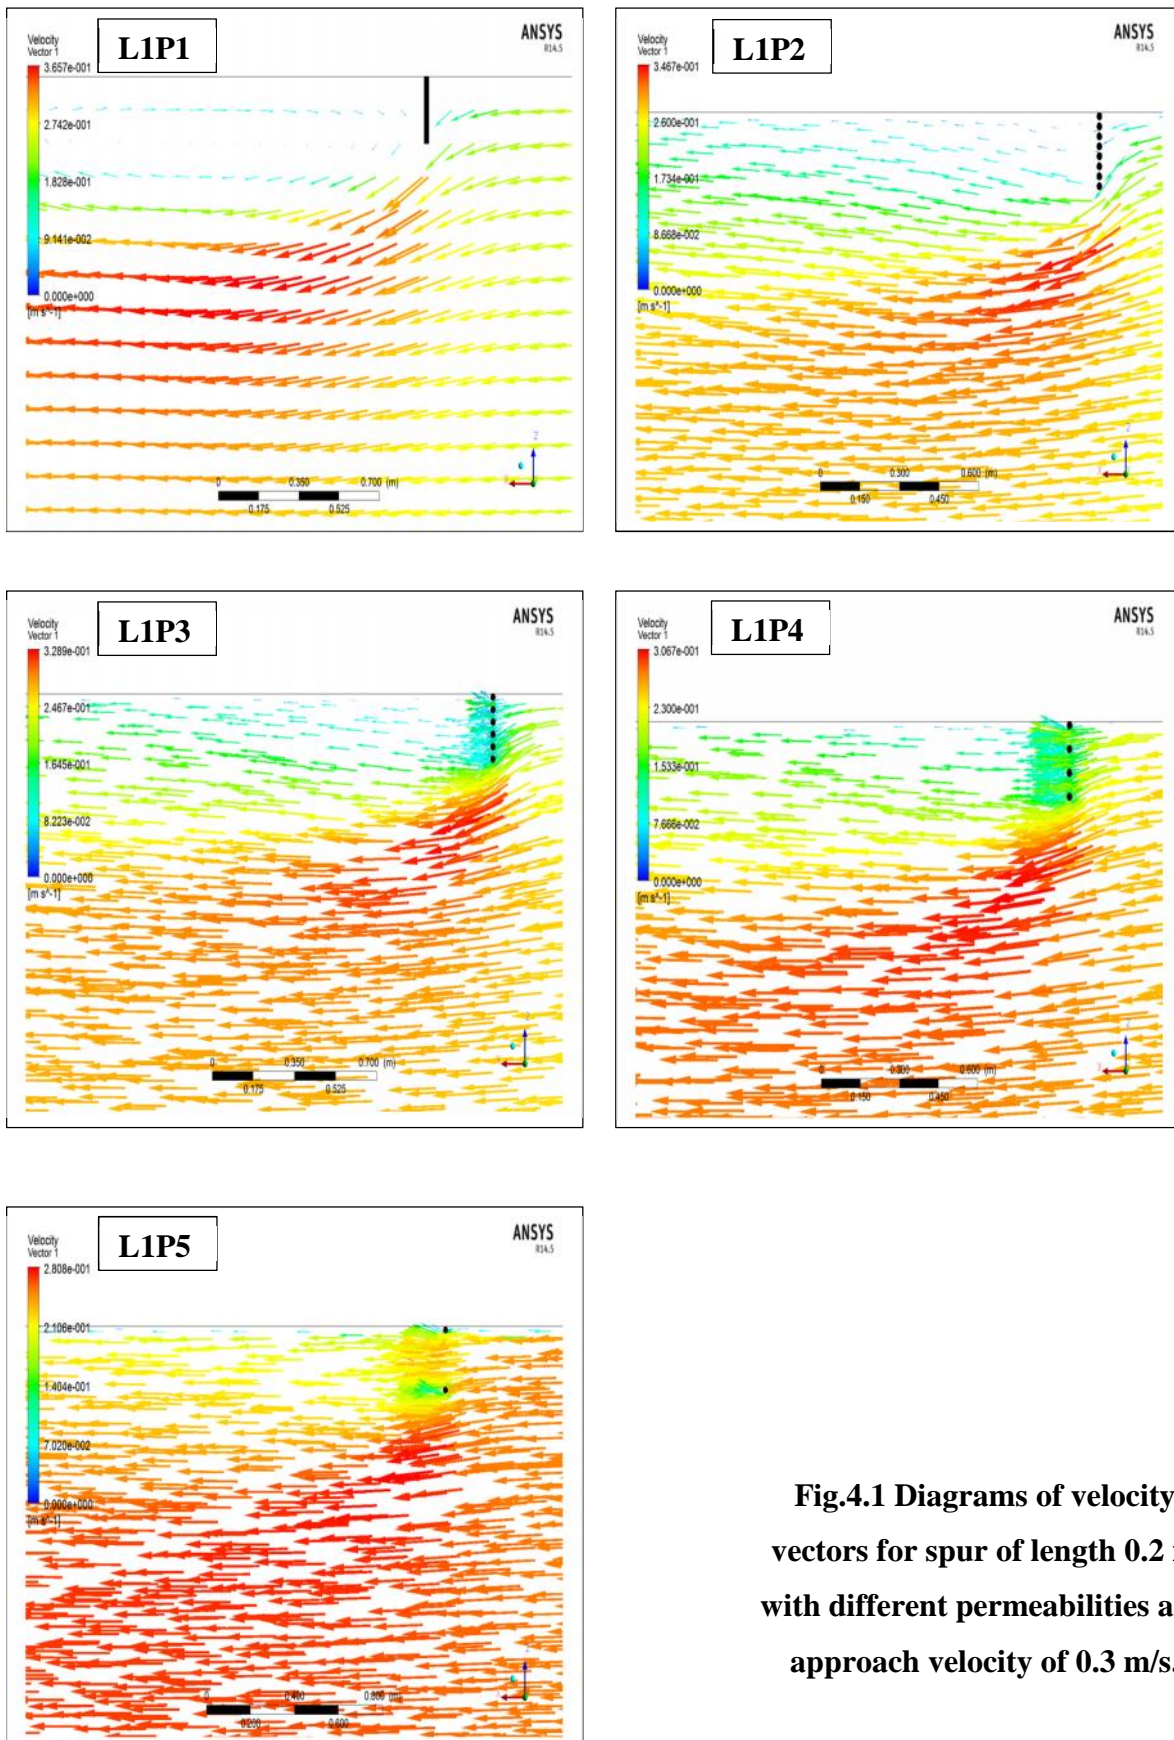 L1P1
Velocity
Vector 1
ANSYS
R14.5
3.657e-001
2.742e-001
1.828e-001
9.141e-002
0.000e+000
[m s^-1]
Z
0 0.350 0.700 (m)
0.175 0.525
L1P2
Velocity
Vector 1
ANSYS
R14.5
3.467e-001
2.600e-001
1.734e-001
8.668e-002
0.000e+000
[m s^-1]
Z
0 0.300 0.600 (m)
0.150 0.450
L1P3
Velocity
Vector 1
ANSYS
R14.5
3.289e-001
2.467e-001
1.645e-001
8.223e-002
0.000e+000
[m s^-1]
0 0.350 0.700 (m)
0.175 0.525
L1P4
Velocity
Vector 1
ANSYS
R14.5
3.067e-001
2.300e-001
1.533e-001
7.666e-002
0.000e+000
[m s^-1]
0 0.300 0.600 (m)
0.150 0.450
L1P5
Velocity
Vector 1
ANSYS
R14.5
2.808e-001
2.106e-001
1.404e-001
7.020e-002
0.000e+000
[m s^-1]
0 0.400 0.800 (m)
0.200 0.600
Fig.4.1 Diagrams of velocity
vectors for spur of length 0.2
with different permeabilities a
approach velocity of 0.3 m/s.